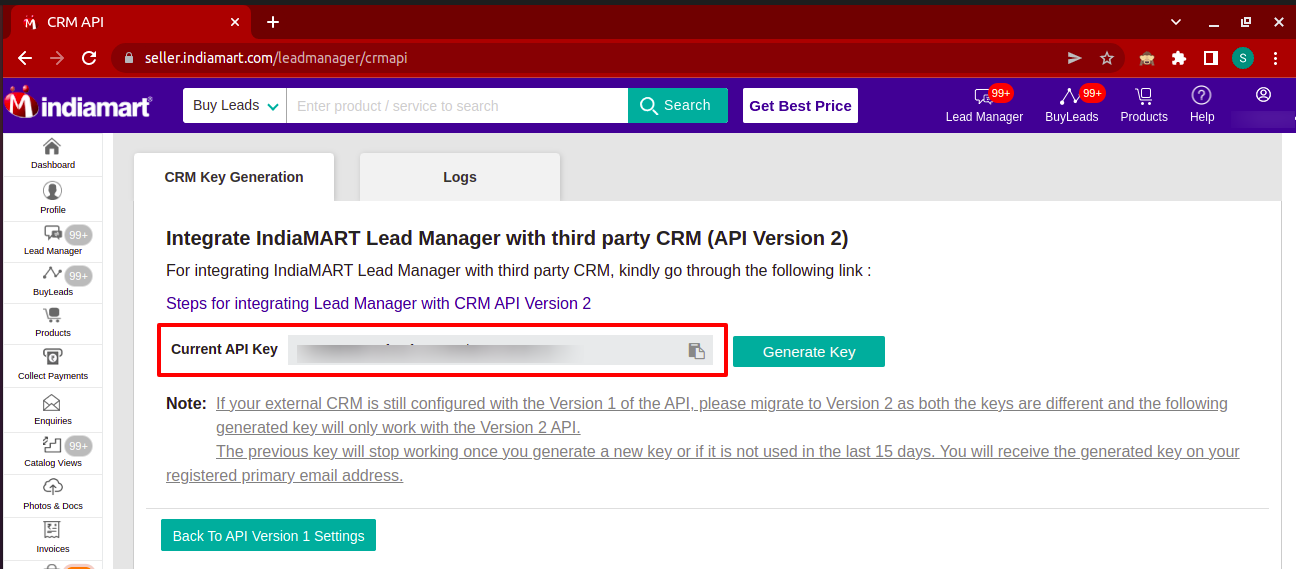 CRM API
seller.indiamart.com/leadmanager/crmapi
S
indiamart
Buy Leads
Enter product / service to search
Search
Get Best Price
99+
Lead Manager
99+
BuyLeads
Products
Help
Dashboard
Profile
99+
Lead Manager
99+
BuyLeads
Products
Collect Payments
Enquiries
99+
Catalog Views
Photos & Docs
Invoices
CRM Key Generation
Logs
Integrate IndiaMART Lead Manager with third party CRM (API Version 2)
For integrating IndiaMART Lead Manager with third party CRM, kindly go through the following link :
Steps for integrating Lead Manager with CRM API Version 2
Current API Key
Generate Key
Note: If your external CRM is still configured with the Version 1 of the API, please migrate to Version 2 as both the keys are different and the following
generated key will only work with the Version 2 API.
The previous key will stop working once you generate a new key or if it is not used in the last 15 days. You will receive the generated key on your
registered primary email address.
Back To API Version 1 Settings